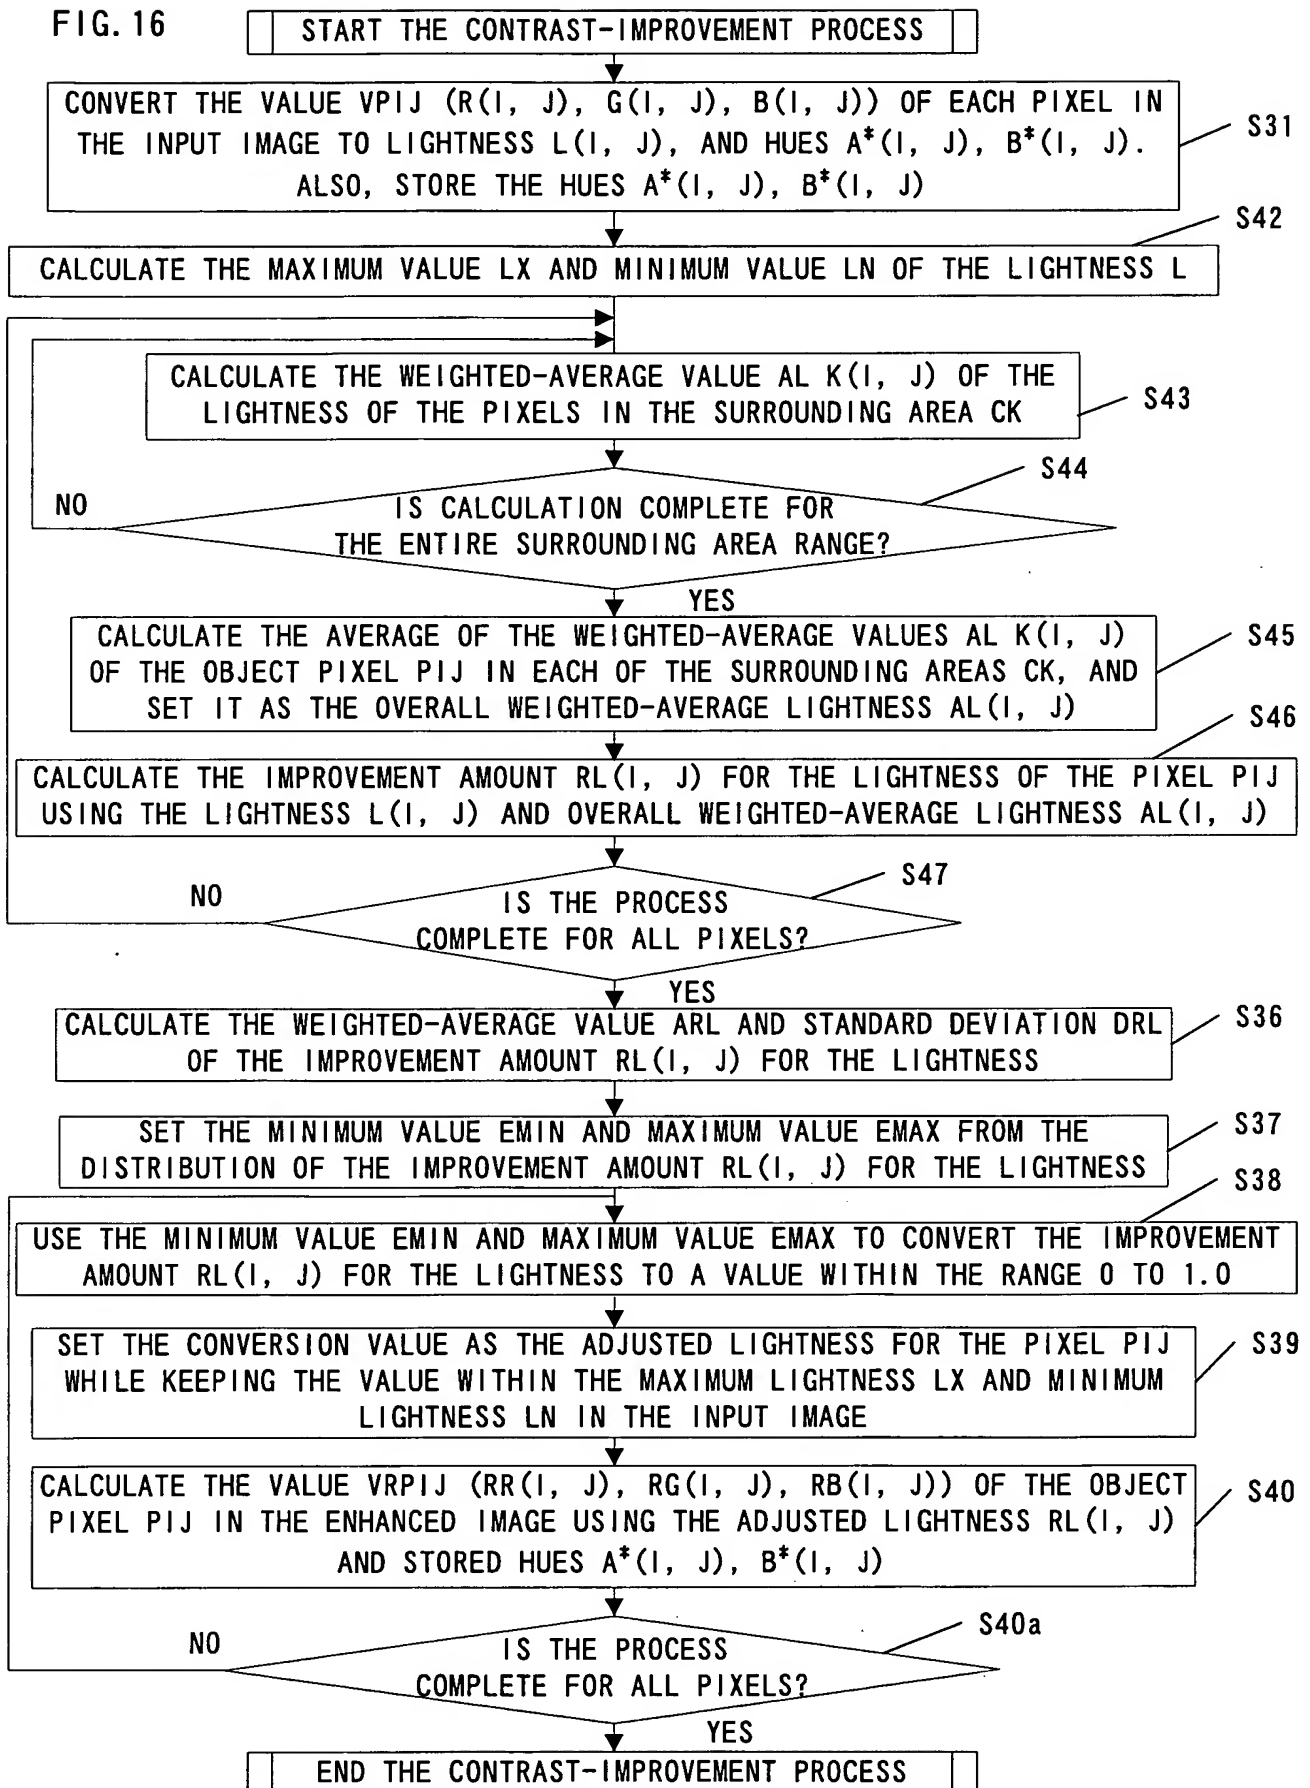 FIG. 16
START THE CONTRAST-IMPROVEMENT PROCESS
CONVERT THE VALUE VPIJ (R(I, J), G(I, J), B(I, J)) OF EACH PIXEL IN
THE INPUT IMAGE TO LIGHTNESS L(I, J), AND HUES A*(I, J), B*(I, J).
ALSO, STORE THE HUES A*(I, J), B*(I, J)
S31
S42
CALCULATE THE MAXIMUM VALUE LX AND MINIMUM VALUE LN OF THE LIGHTNESS L
CALCULATE THE WEIGHTED-AVERAGE VALUE AL K(I, J) OF THE
LIGHTNESS OF THE PIXELS IN THE SURROUNDING AREA CK
S43
S44
NO
IS CALCULATION COMPLETE FOR
THE ENTIRE SURROUNDING AREA RANGE?
YES
CALCULATE THE AVERAGE OF THE WEIGHTED-AVERAGE VALUES AL K(I, J)
OF THE OBJECT PIXEL PIJ IN EACH OF THE SURROUNDING AREAS CK, AND
SET IT AS THE OVERALL WEIGHTED-AVERAGE LIGHTNESS AL(I, J)
S45
S46
CALCULATE THE IMPROVEMENT AMOUNT RL(I, J) FOR THE LIGHTNESS OF THE PIXEL PIJ
USING THE LIGHTNESS L(I, J) AND OVERALL WEIGHTED-AVERAGE LIGHTNESS AL(I, J)
S47
NO
IS THE PROCESS
COMPLETE FOR ALL PIXELS?
YES
CALCULATE THE WEIGHTED-AVERAGE VALUE ARL AND STANDARD DEVIATION DRL
OF THE IMPROVEMENT AMOUNT RL(I, J) FOR THE LIGHTNESS
S36
SET THE MINIMUM VALUE EMIN AND MAXIMUM VALUE EMAX FROM THE
DISTRIBUTION OF THE IMPROVEMENT AMOUNT RL(I, J) FOR THE LIGHTNESS
S37
S38
USE THE MINIMUM VALUE EMIN AND MAXIMUM VALUE EMAX TO CONVERT THE IMPROVEMENT
AMOUNT RL(I, J) FOR THE LIGHTNESS TO A VALUE WITHIN THE RANGE 0 TO 1.0
SET THE CONVERSION VALUE AS THE ADJUSTED LIGHTNESS FOR THE PIXEL PIJ
WHILE KEEPING THE VALUE WITHIN THE MAXIMUM LIGHTNESS LX AND MINIMUM
LIGHTNESS LN IN THE INPUT IMAGE
S39
CALCULATE THE VALUE VRPIJ (RR(I, J), RG(I, J), RB(I, J)) OF THE OBJECT
PIXEL PIJ IN THE ENHANCED IMAGE USING THE ADJUSTED LIGHTNESS RL(I, J)
AND STORED HUES A*(I, J), B*(I, J)
S40
S40a
NO
IS THE PROCESS
COMPLETE FOR ALL PIXELS?
YES
END THE CONTRAST-IMPROVEMENT PROCESS